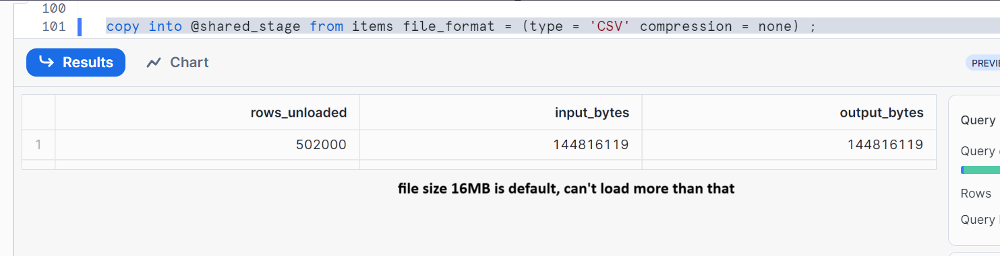 100
101 copy into @shared_stage from items file_format = (type = 'CSV' compression = none) ;
Results Chart
rows_unloaded input_bytes output_bytes
1 502000 144816119 144816119
file size 16MB is default, can't load more than that
Query
Query
Rows
Query